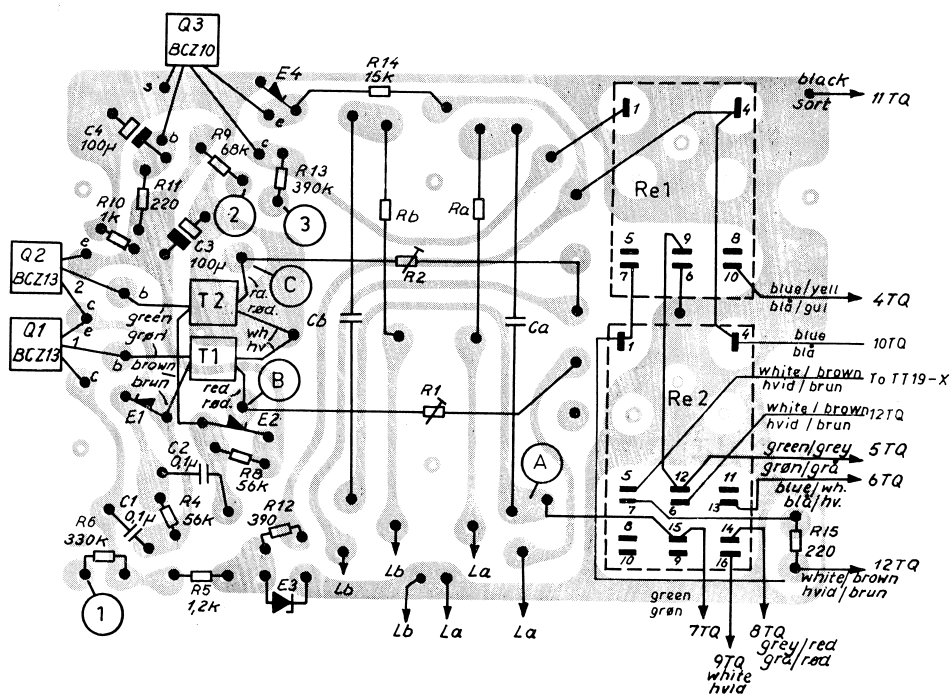 Q3
BCZ10
E4
R14
15k
1
4
black
sort
11TQ
s
e
C4
100µ
b
R9
68k
c
R13
390k
R11
220
R10
1k
2
3
C3
100µ
Rb
Ra
Re1
5
9
8
7
6
10
R2
blue/yell
blå/gul
4TQ
Q2
BCZ13
e
2
c
b
green
grøn
T2
C
rd.
rød.
wh.
hv.
Cb
Ca
Q1
BCZ13
e
1
c
b
brown
brun
T1
red
rød.
B
1
4
blue
blå
10TQ
Re2
white/brown
hvid/brun
To TT19-X
white/brown
hvid/brun
12TQ
E1
E2
R1
C2
0,1µ
R8
56k
A
5
12
11
7
6
13
green/grey
grøn/grå
5TQ
blue/wh.
blå/hv.
6TQ
C1
0,1µ
R4
56k
R12
390
R6
330k
8
15
14
10
9
16
R15
220
12TQ
white/brown
hvid/brun
R5
1,2k
E3
1
Lb
Lb
La
Lb
La
La
green
grøn
7TQ
8TQ
grey/red
grå/rød
9TQ
white
hvid